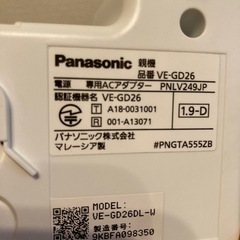 Panasonic 親機
品番 VE-GD26
電源 専用ACアダプター PNLV249JP
認証機器名 VE-GD26
T A18-0031001
R 001-A13071
1.9-D
パナソニック株式会社
マレーシア製 #PNGTA555ZB
MODEL:
VE-GD26DL-W
製造番号:
9KBFA098350